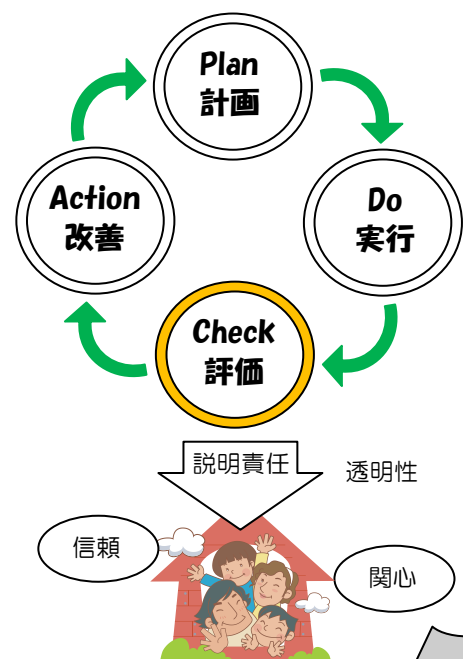 Plan
計画
Do
実行
Action
改善
Check
評価
説明責任
透明性
信頼
関心